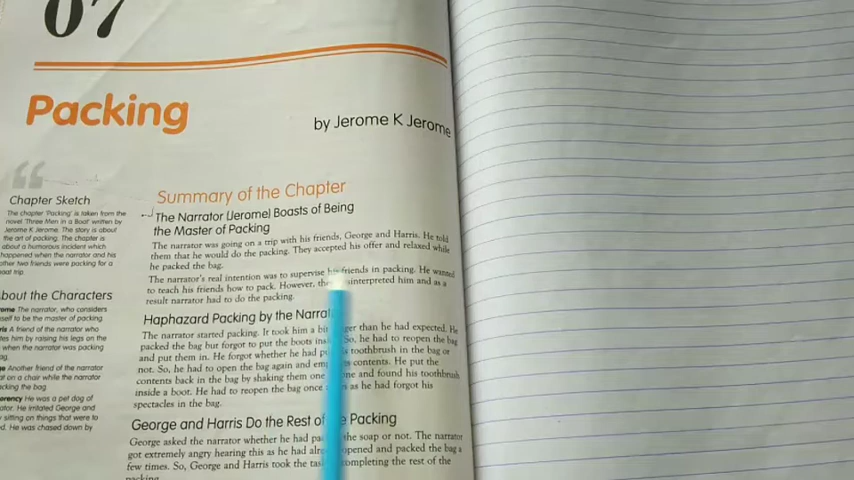 07
Packing
by Jerome K Jerome
Chapter Sketch
The chapter 'Packing' is taken from the
novel 'Three Men in a Boat' written by
Jerome K Jerome. The story is about
the art of packing. The chapter is
about a humorous incident which
happened when the narrator and his
other two friends were packing for a
boat trip.
bout the Characters
rome The narrator, who considers
self to be the master of packing
ris A friend of the narrator who
tes him by raising his legs on the
when the narrator was packing
ag.
ge Another friend of the narrator
at on a chair while the narrator
cking the bag
orency He was a pet dog of
ator. He irritated George and
y sitting on things that were to
d. He was chased down by
Summary of the Chapter
The Narrator (Jerome) Boasts of Being
the Master of Packing
The narrator was going on a trip with his friends, George and Harris. He told
them that he would do the packing. They accepted his offer and relaxed while
he packed the bag.
The narrator's real intention was to supervise his friends in packing. He wanted
to teach his friends how to pack. However, interpreted him and as a
result narrator had to do the packing.
Haphazard Packing by the Narrat
The narrator started packing. It took him a bit ger than he had expected. He
packed the bag but forgot to put the boots So, he had to reopen the bag
and put them in. He forgot whether he had toothbrush in the bag or
not. So, he had to open the bag again and contents. He put the
contents back in the bag by shaking them one and found his toothbrush
inside a boot. He had to reopen the bag once as he had forgot his
spectacles in the bag.
George and Harris Do the Rest of Packing
George asked the narrator whether he had the soap or not. The narrator
got extremely angry hearing this as he had opened and packed the bag a
few times. So, George and Harris took the completing the rest of the
packing.